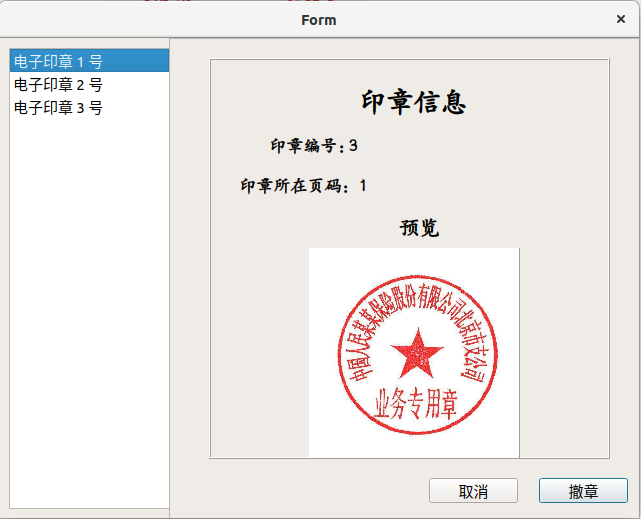 Form
电子印章 1 号
电子印章 2 号
电子印章 3 号
印章信息
印章编号：3
印章所在页码：1
预览
中国人民某某保险股份有限公司北京市支公司
业务专用章
取消
撤章